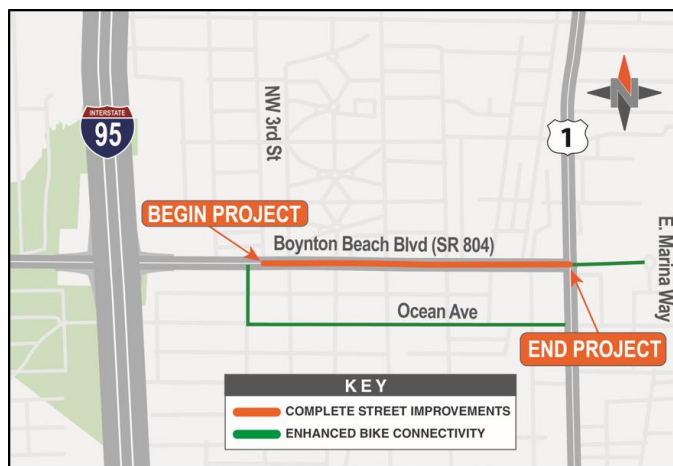 INTERSTATE
95
NW 3rd St
N
1
BEGIN PROJECT
Boynton Beach Blvd (SR 804)
E. Marina Way
Ocean Ave
END PROJECT
KEY
COMPLETE STREET IMPROVEMENTS
ENHANCED BIKE CONNECTIVITY